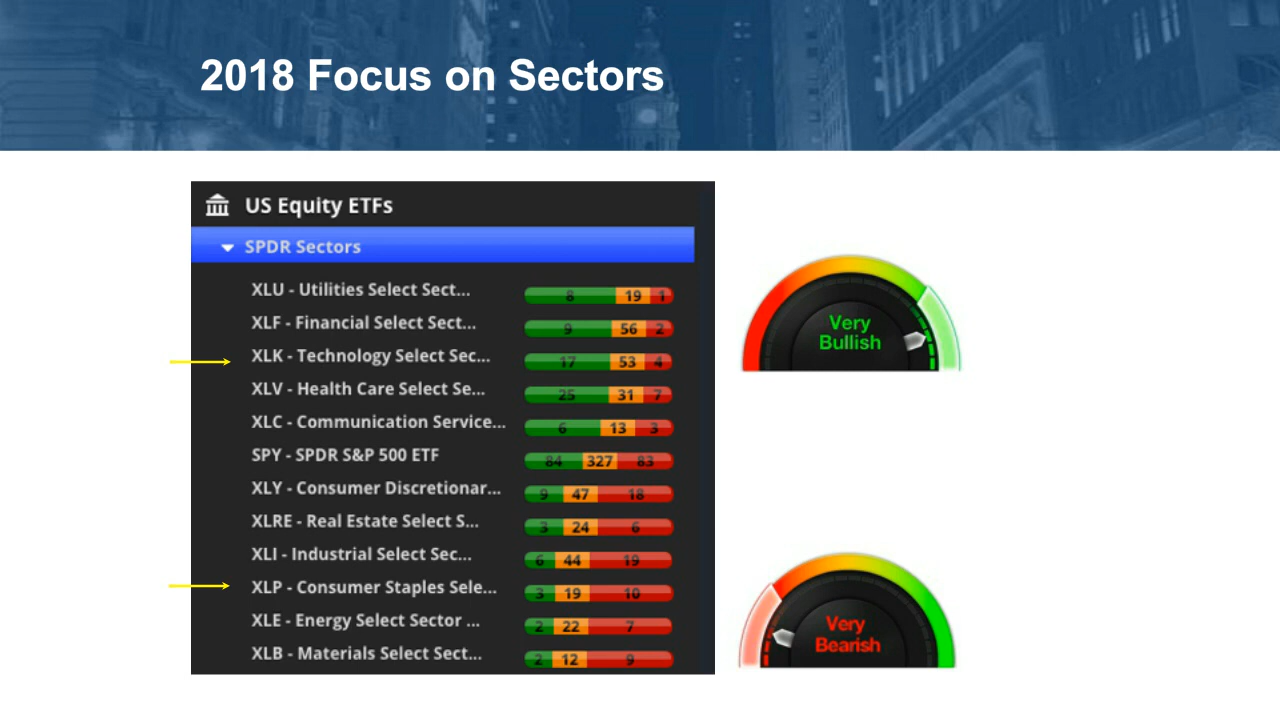 2018 Focus on Sectors
US Equity ETFs
SPDR Sectors
XLU - Utilities Select Sect... 8 19 1
XLF - Financial Select Sect... 9 56 2
XLK - Technology Select Sec... 17 53 4
XLV - Health Care Select Se... 25 31 7
XLC - Communication Service... 6 13 3
SPY - SPDR S&P 500 ETF 84 327 83
XLY - Consumer Discretionar... 9 47 18
XLRE - Real Estate Select S... 3 24 6
XLI - Industrial Select Sec... 6 44 19
XLP - Consumer Staples Sele... 3 19 10
XLE - Energy Select Sector ... 2 22 7
XLB - Materials Select Sect... 2 12 9
Very
Bullish
Very
Bearish